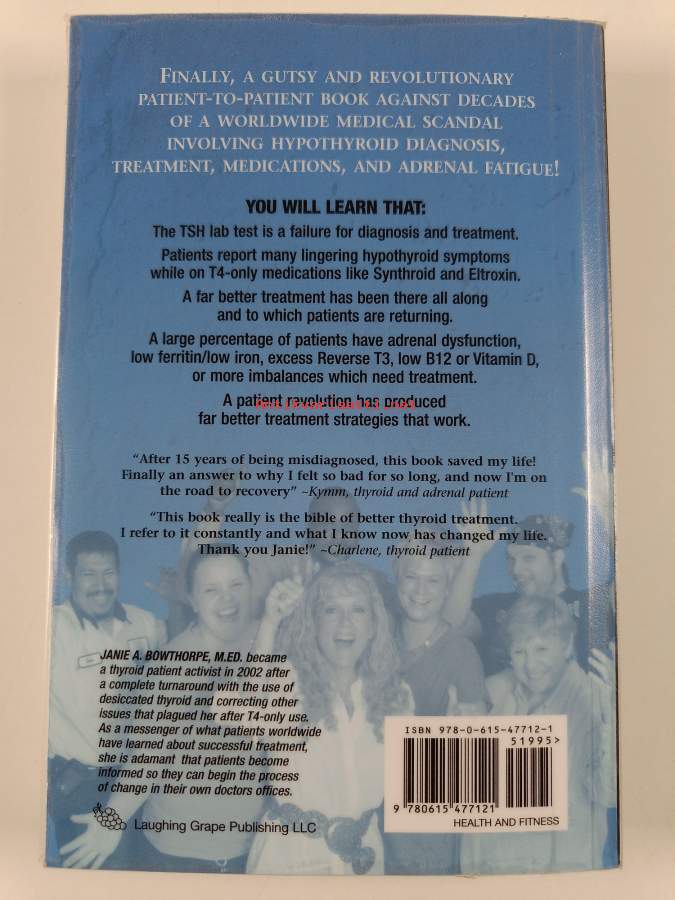 FINALLY, A GUTSY AND REVOLUTIONARY
PATIENT-TO-PATIENT BOOK AGAINST DECADES
OF A WORLDWIDE MEDICAL SCANDAL
INVOLVING HYPOTHYROID DIAGNOSIS,
TREATMENT, MEDICATIONS, AND ADRENAL FATIGUE!
YOU WILL LEARN THAT:
The TSH lab test is a failure for diagnosis and treatment.
Patients report many lingering hypothyroid symptoms
while on T4-only medications like Synthroid and Eltroxin.
A far better treatment has been there all along
and to which patients are returning.
A large percentage of patients have adrenal dysfunction,
low ferritin/low iron, excess Reverse T3, low B12 or Vitamin D,
or more imbalances which need treatment.
A patient revolution has produced
far better treatment strategies that work.
“After 15 years of being misdiagnosed, this book saved my life!
Finally an answer to why I felt so bad for so long, and now I'm on
the road to recovery” ~Kymm, thyroid and adrenal patient
“This book really is the bible of better thyroid treatment.
I refer to it constantly and what I know now has changed my life.
Thank you Janie!” ~Charlene, thyroid patient
JANIE A. BOWTHORPE, M.ED. became
a thyroid patient activist in 2002 after
a complete turnaround with the use of
desiccated thyroid and correcting other
issues that plagued her after T4-only use.
As a messenger of what patients worldwide
have learned about successful treatment,
she is adamant that patients become
informed so they can begin the process
of change in their own doctors offices.
Laughing Grape Publishing LLC
ISBN 978-0-615-47712-1
51995>
9 780615 477121
HEALTH AND FITNESS